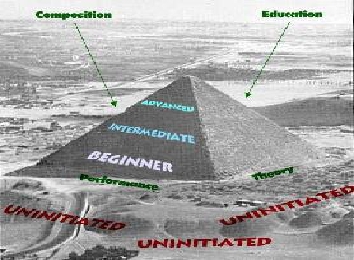 Composition
Education
ADVANCED
INTERMEDIATE
BEGINNER
Performance
Theory
UNINITIATED
UNINITIATED
UNINITIATED